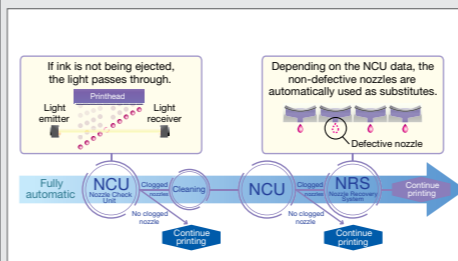 If ink is not being ejected,
the light passes through.
Printhead
Light
emitter
Light
receiver
Depending on the NCU data, the
non-defective nozzles are
automatically used as substitutes.
Defective nozzle
Fully
automatic
NCU
Nozzle Check
Unit
Clogged
nozzles
No clogged
nozzle
Continue
printing
Cleaning
NCU
Clogged
nozzles
No clogged
nozzle
Continue
printing
NRS
Nozzle Recovery
System
Continue
printing